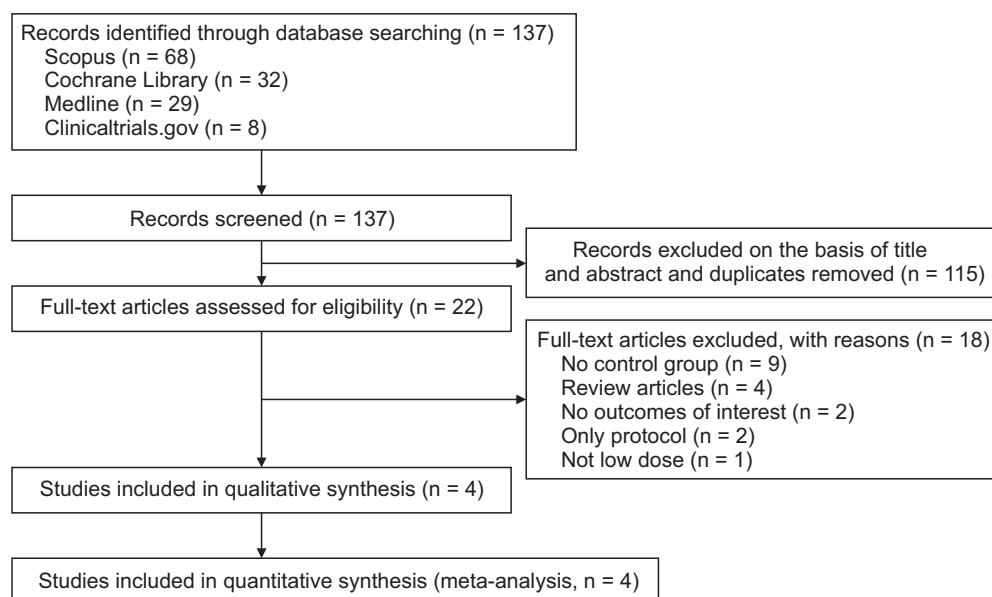 Records identified through database searching (n = 137)
Scopus (n = 68)
Cochrane Library (n = 32)
Medline (n = 29)
Clinicaltrials.gov (n = 8)
Records screened (n = 137)
Records excluded on the basis of title
and abstract and duplicates removed (n = 115)
Full-text articles assessed for eligibility (n = 22)
Full-text articles excluded, with reasons (n = 18)
No control group (n = 9)
Review articles (n = 4)
No outcomes of interest (n = 2)
Only protocol (n = 2)
Not low dose (n = 1)
Studies included in qualitative synthesis (n = 4)
Studies included in quantitative synthesis (meta-analysis, n = 4)